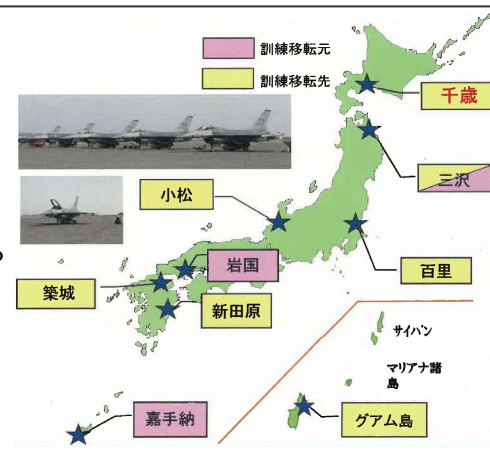 訓練移転元
訓練移転先
千歳
三沢
小松
岩国
百里
築城
新田原
サイパン
マリアナ諸
島
嘉手納
グアム島